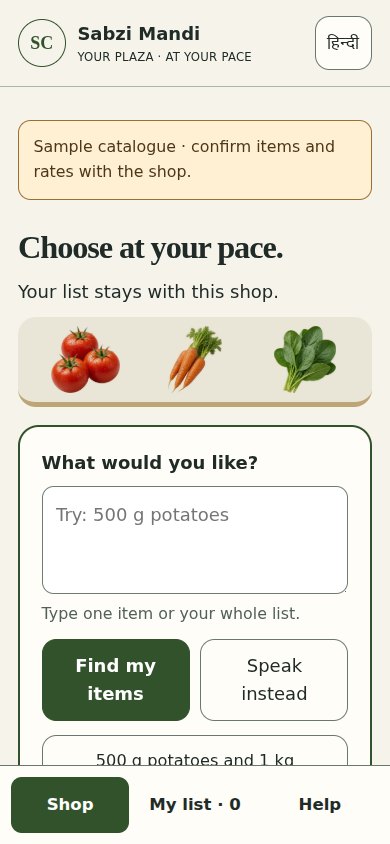 SC
Sabzi Mandi
YOUR PLAZA · AT YOUR PACE
हिन्दी
Sample catalogue · confirm items and
rates with the shop.
Choose at your pace.
Your list stays with this shop.
What would you like?
Try: 500 g potatoes
Type one item or your whole list.
Find my
items
Speak
instead
500 g potatoes and 1 kg
Shop
My list · 0
Help